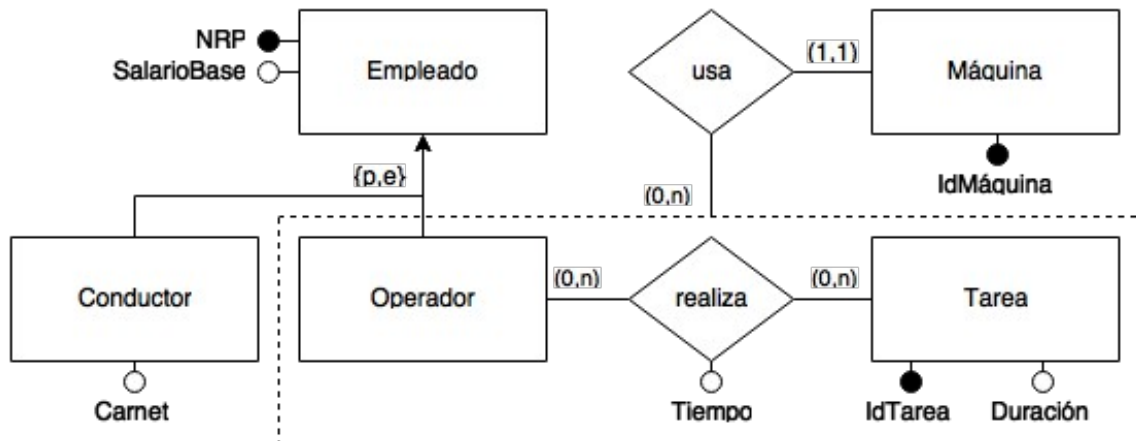 NRP
SalarioBase
Empleado
usa
(1,1)
Máquina
IdMáquina
{p,e}
(0,n)
Conductor
Carnet
Operador
(0,n)
realiza
Tiempo
(0,n)
Tarea
IdTarea
Duración